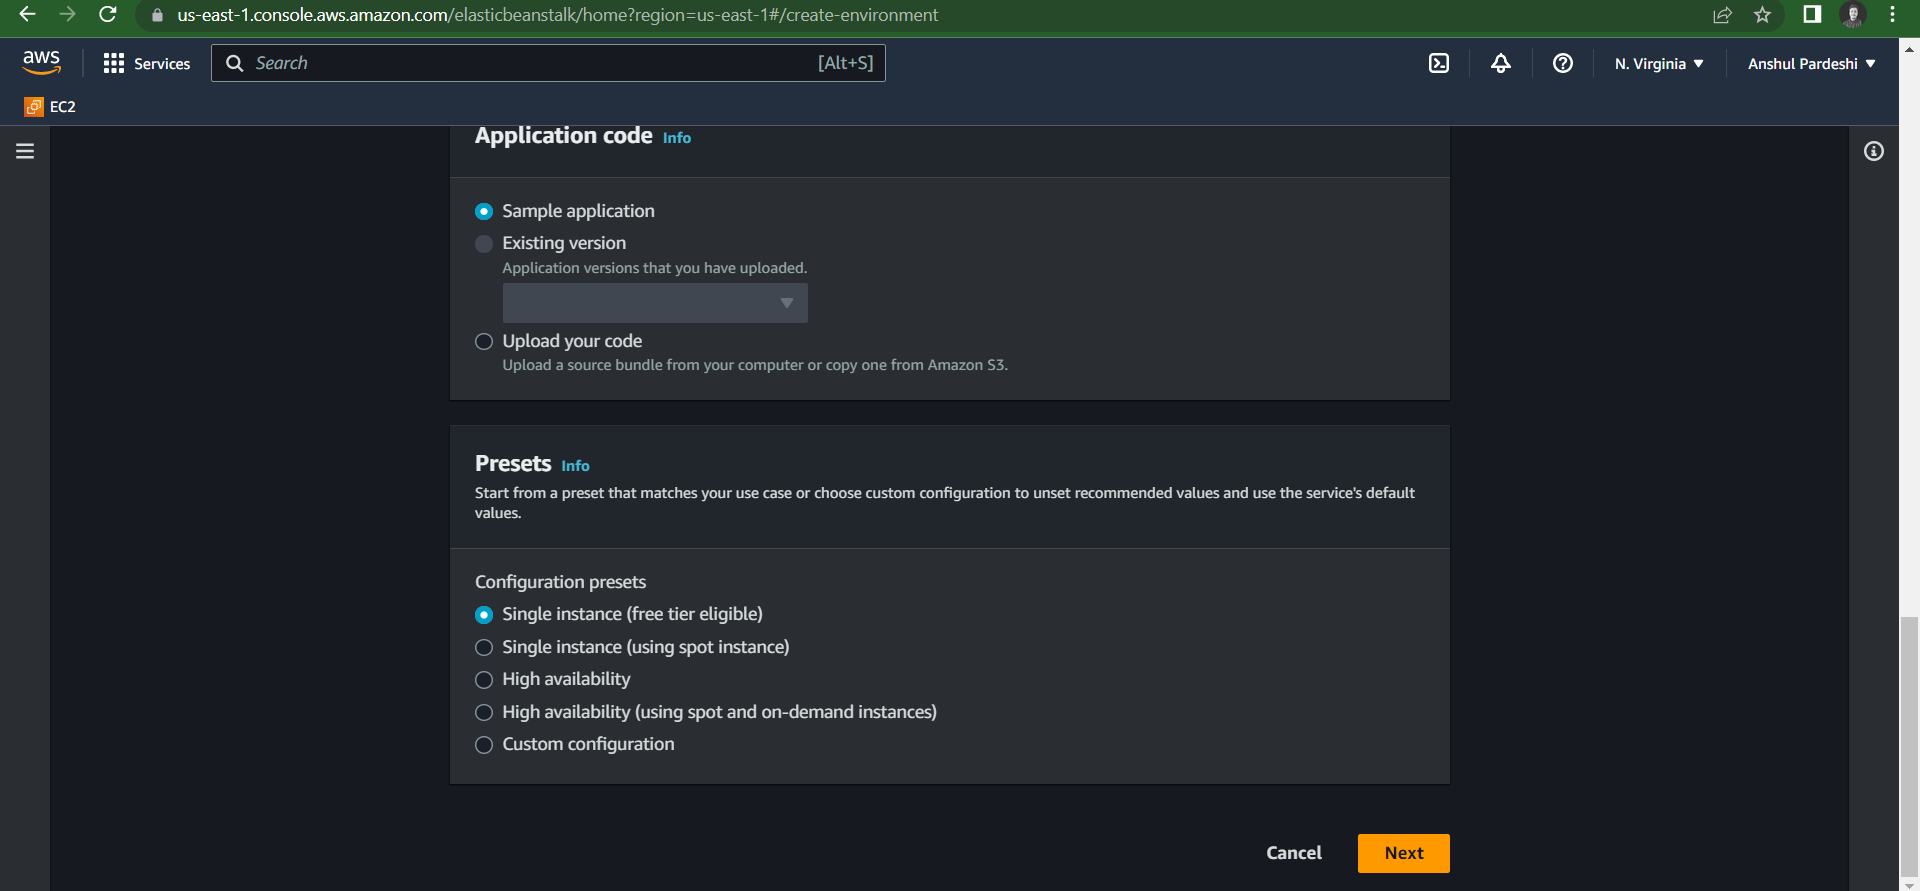 us-east-1.console.aws.amazon.com/elasticbeanstalk/home?region=us-east-1#/create-environment
aws
Services
Search
[Alt+S]
N. Virginia
Anshul Pardeshi
EC2
Application code Info
Sample application
Existing version
Application versions that you have uploaded.
Upload your code
Upload a source bundle from your computer or copy one from Amazon S3.
Presets Info
Start from a preset that matches your use case or choose custom configuration to unset recommended values and use the service's default
values.
Configuration presets
Single instance (free tier eligible)
Single instance (using spot instance)
High availability
High availability (using spot and on-demand instances)
Custom configuration
Cancel
Next